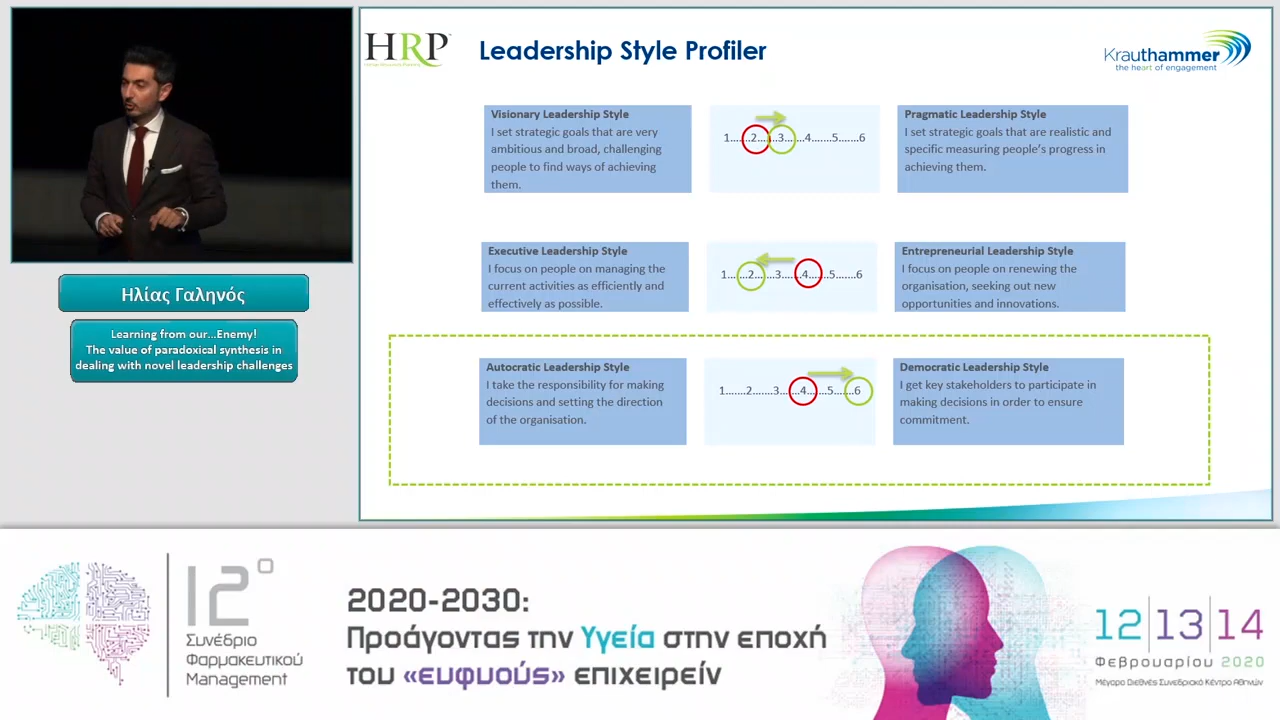 HRP
Leadership Style Profiler
Krauthammer
the heart of engagement
Visionary Leadership Style
I set strategic goals that are very
ambitious and broad, challenging
people to find ways of achieving
them.
1.......2.......3.......4.......5.......6
Pragmatic Leadership Style
I set strategic goals that are realistic and
specific measuring people's progress in
achieving them.
Executive Leadership Style
I focus on people on managing the
current activities as efficiently and
effectively as possible.
1.......2.......3.......4.......5.......6
Entrepreneurial Leadership Style
I focus on people on renewing the
organisation, seeking out new
opportunities and innovations.
Autocratic Leadership Style
I take the responsibility for making
decisions and setting the direction
of the organisation.
1.......2.......3.......4.......5.......6
Democratic Leadership Style
I get key stakeholders to participate in
making decisions in order to ensure
commitment.
Ηλίας Γαληνός
Learning from our...Enemy!
The value of paradoxical synthesis in
dealing with novel leadership challenges
12º
Συνέδριο
Φαρμακευτικού
Management
2020-2030:
Προάγοντας την Υγεία στην εποχή
του «ευφυούς» επιχειρείν
12 13 14
Φεβρουαρίου 2020
Μέγαρο Διεθνές Συνεδριακό Κέντρο Αθηνών